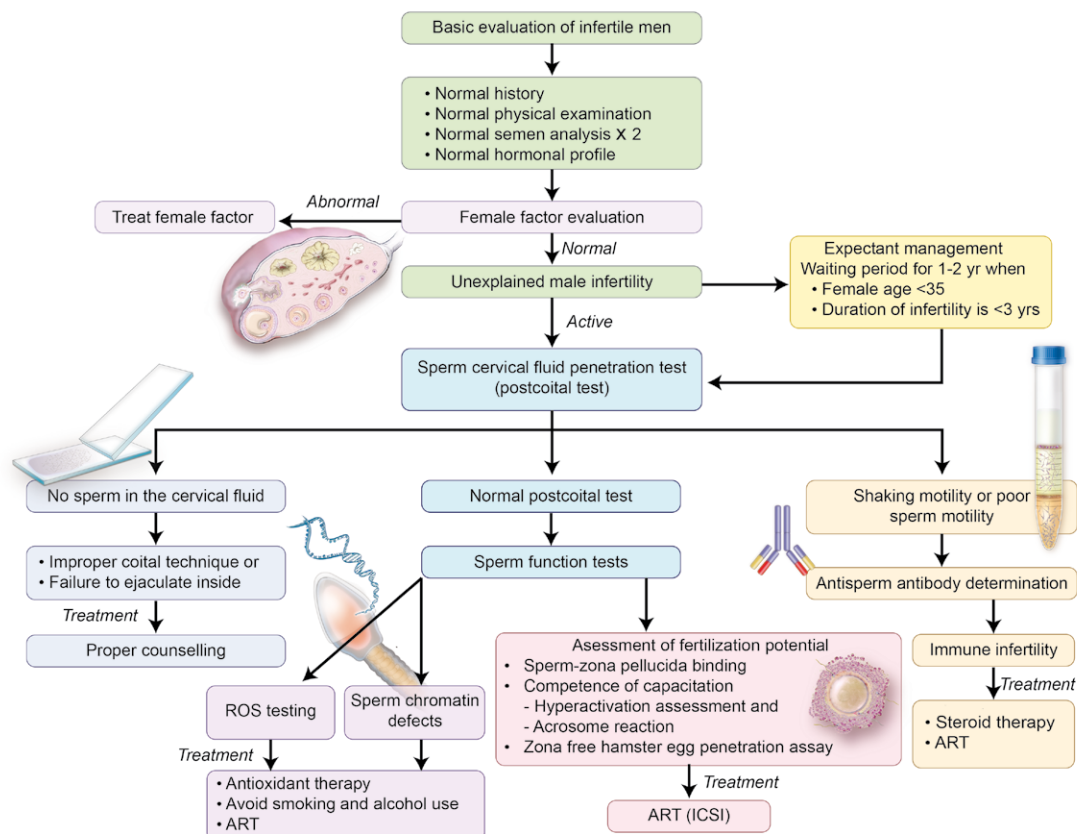 Basic evaluation of infertile men
• Normal history
• Normal physical examination
• Normal semen analysis X 2
• Normal hormonal profile
Abnormal
Treat female factor
Female factor evaluation
Normal
Unexplained male infertility
Expectant management
Waiting period for 1-2 yr when
• Female age <35
• Duration of infertility is <3 yrs
Active
Sperm cervical fluid penetration test
(postcoital test)
No sperm in the cervical fluid
Normal postcoital test
Shaking motility or poor
sperm motility
• Improper coital technique or
• Failure to ejaculate inside
Sperm function tests
Antisperm antibody determination
Treatment
Proper counselling
Immune infertility
Treatment
• Steroid therapy
• ART
ROS testing
Sperm chromatin
defects
Asessment of fertilization potential
• Sperm-zona pellucida binding
• Competence of capacitation
- Hyperactivation assessment and
- Acrosome reaction
• Zona free hamster egg penetration assay
Treatment
• Antioxidant therapy
• Avoid smoking and alcohol use
• ART
Treatment
ART (ICSI)